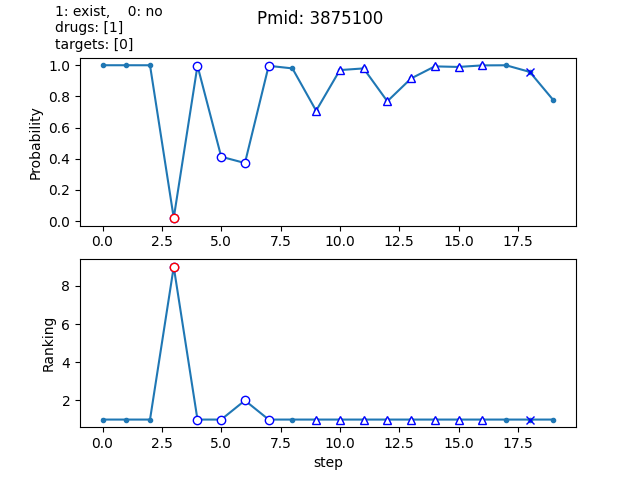 1: exist,    0: no
drugs: [1]
targets: [0]
Pmid: 3875100
Probability
1.0
0.8
0.6
0.4
0.2
0.0
0.0 2.5 5.0 7.5 10.0 12.5 15.0 17.5
Ranking
8
6
4
2
0.0 2.5 5.0 7.5 10.0 12.5 15.0 17.5
step